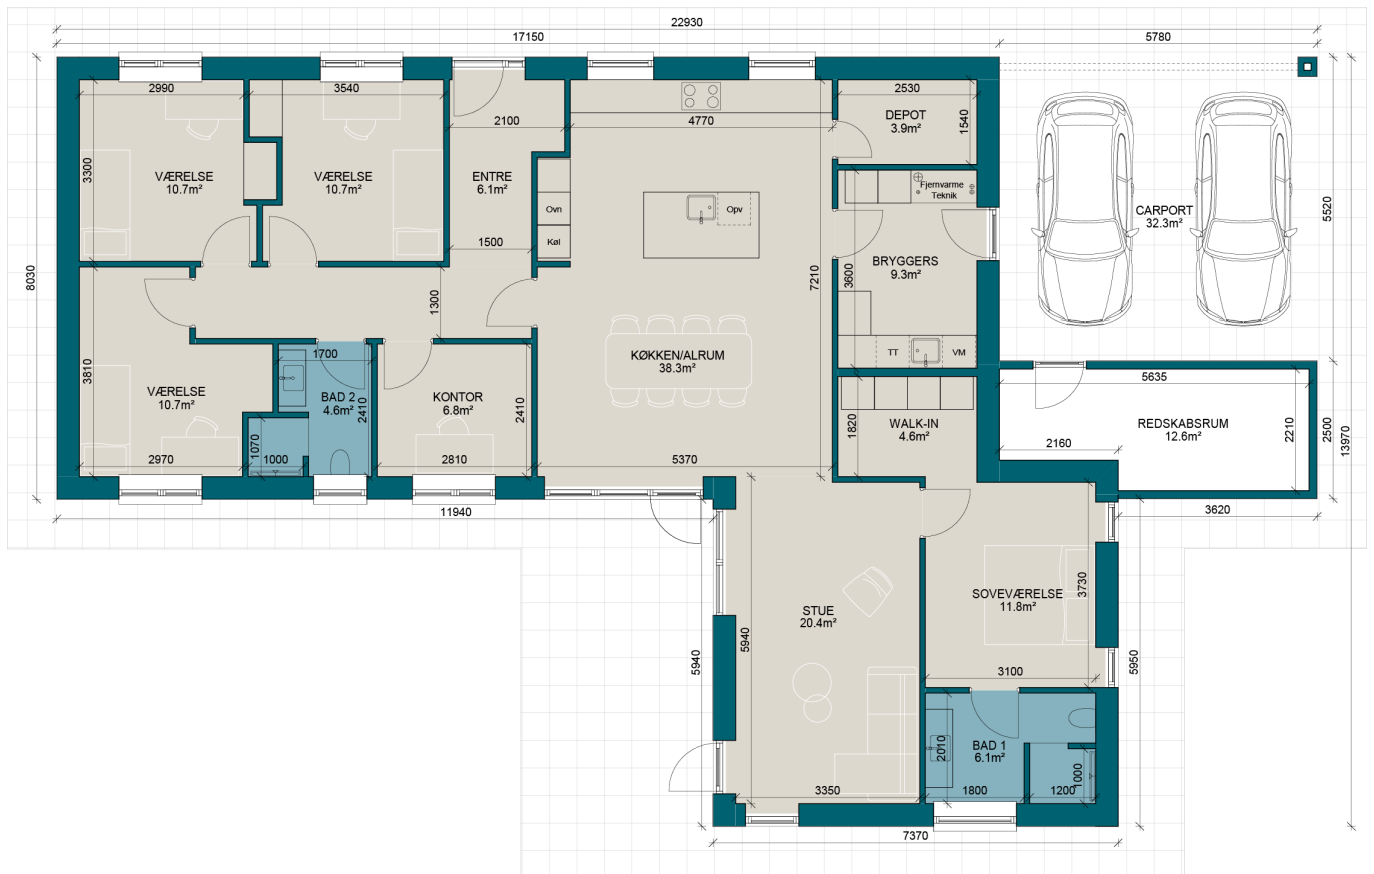 22930
17150
5780
2990
3540
2100
4770
2530
DEPOT
3.9m²
1540
3300
VÆRELSE
10.7m²
VÆRELSE
10.7m²
ENTRE
6.1m²
Ovn
Køl
Opv
Fjernvarme
Teknik
CARPORT
32.3m²
5520
1500
BRYGGERS
9.3m²
3600
7210
8030
1300
TT
VM
3810
1700
KØKKEN/ALRUM
38.3m²
5635
VÆRELSE
10.7m²
BAD 2
4.6m²
2410
KONTOR
6.8m²
2410
1820
WALK-IN
4.6m²
REDSKABSRUM
12.6m²
2210
2500
13970
1070
2160
2970
1000
2810
5370
11940
3620
SOVEVÆRELSE
11.8m²
3730
STUE
20.4m²
5940
5940
5950
3100
BAD 1
6.1m²
2010
1000
3350
1800
1200
7370